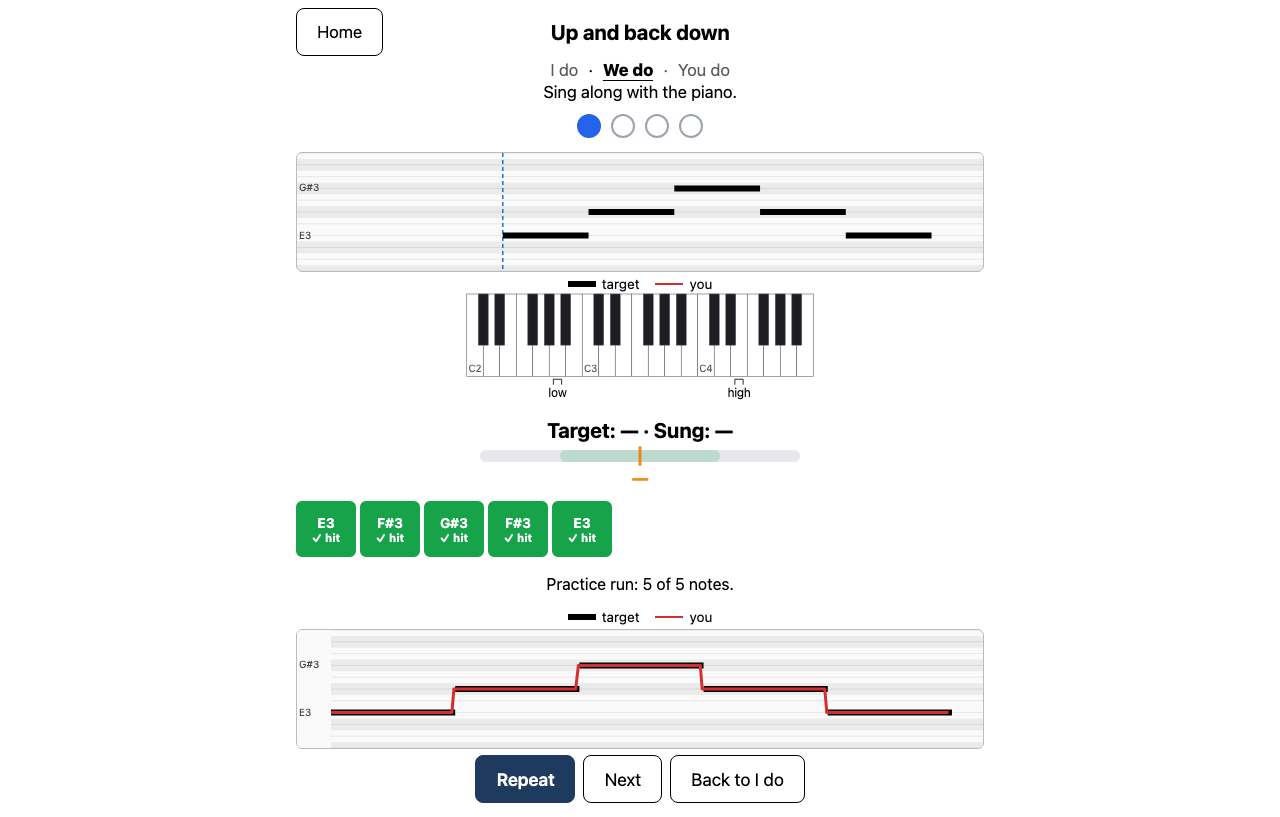 Home
Up and back down
I do · We do · You do
Sing along with the piano.
G#3
E3
target you
C2 C3 C4
low high
Target: — · Sung: —
—
E3 F#3 G#3 F#3 E3
✓ hit ✓ hit ✓ hit ✓ hit ✓ hit
Practice run: 5 of 5 notes.
target you
G#3
E3
Repeat Next Back to I do